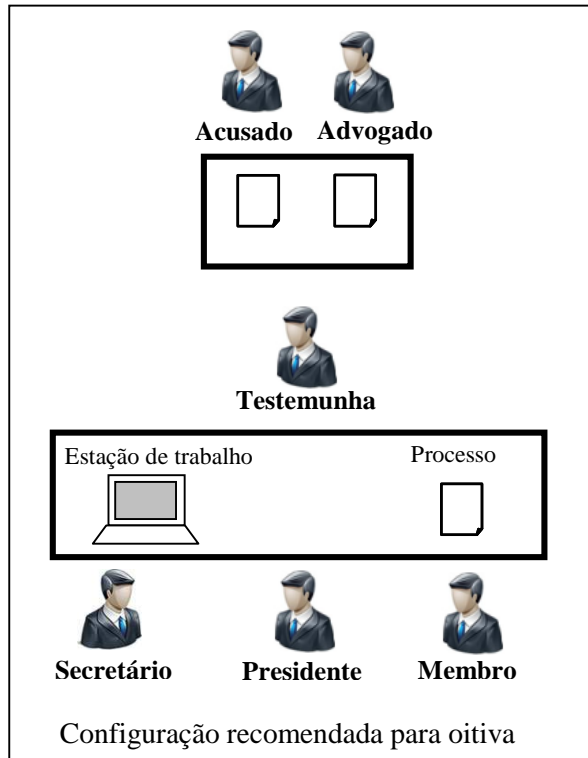 Acusado Advogado
Testemunha
Estação de trabalho Processo
Secretário Presidente Membro
Configuração recomendada para oitiva